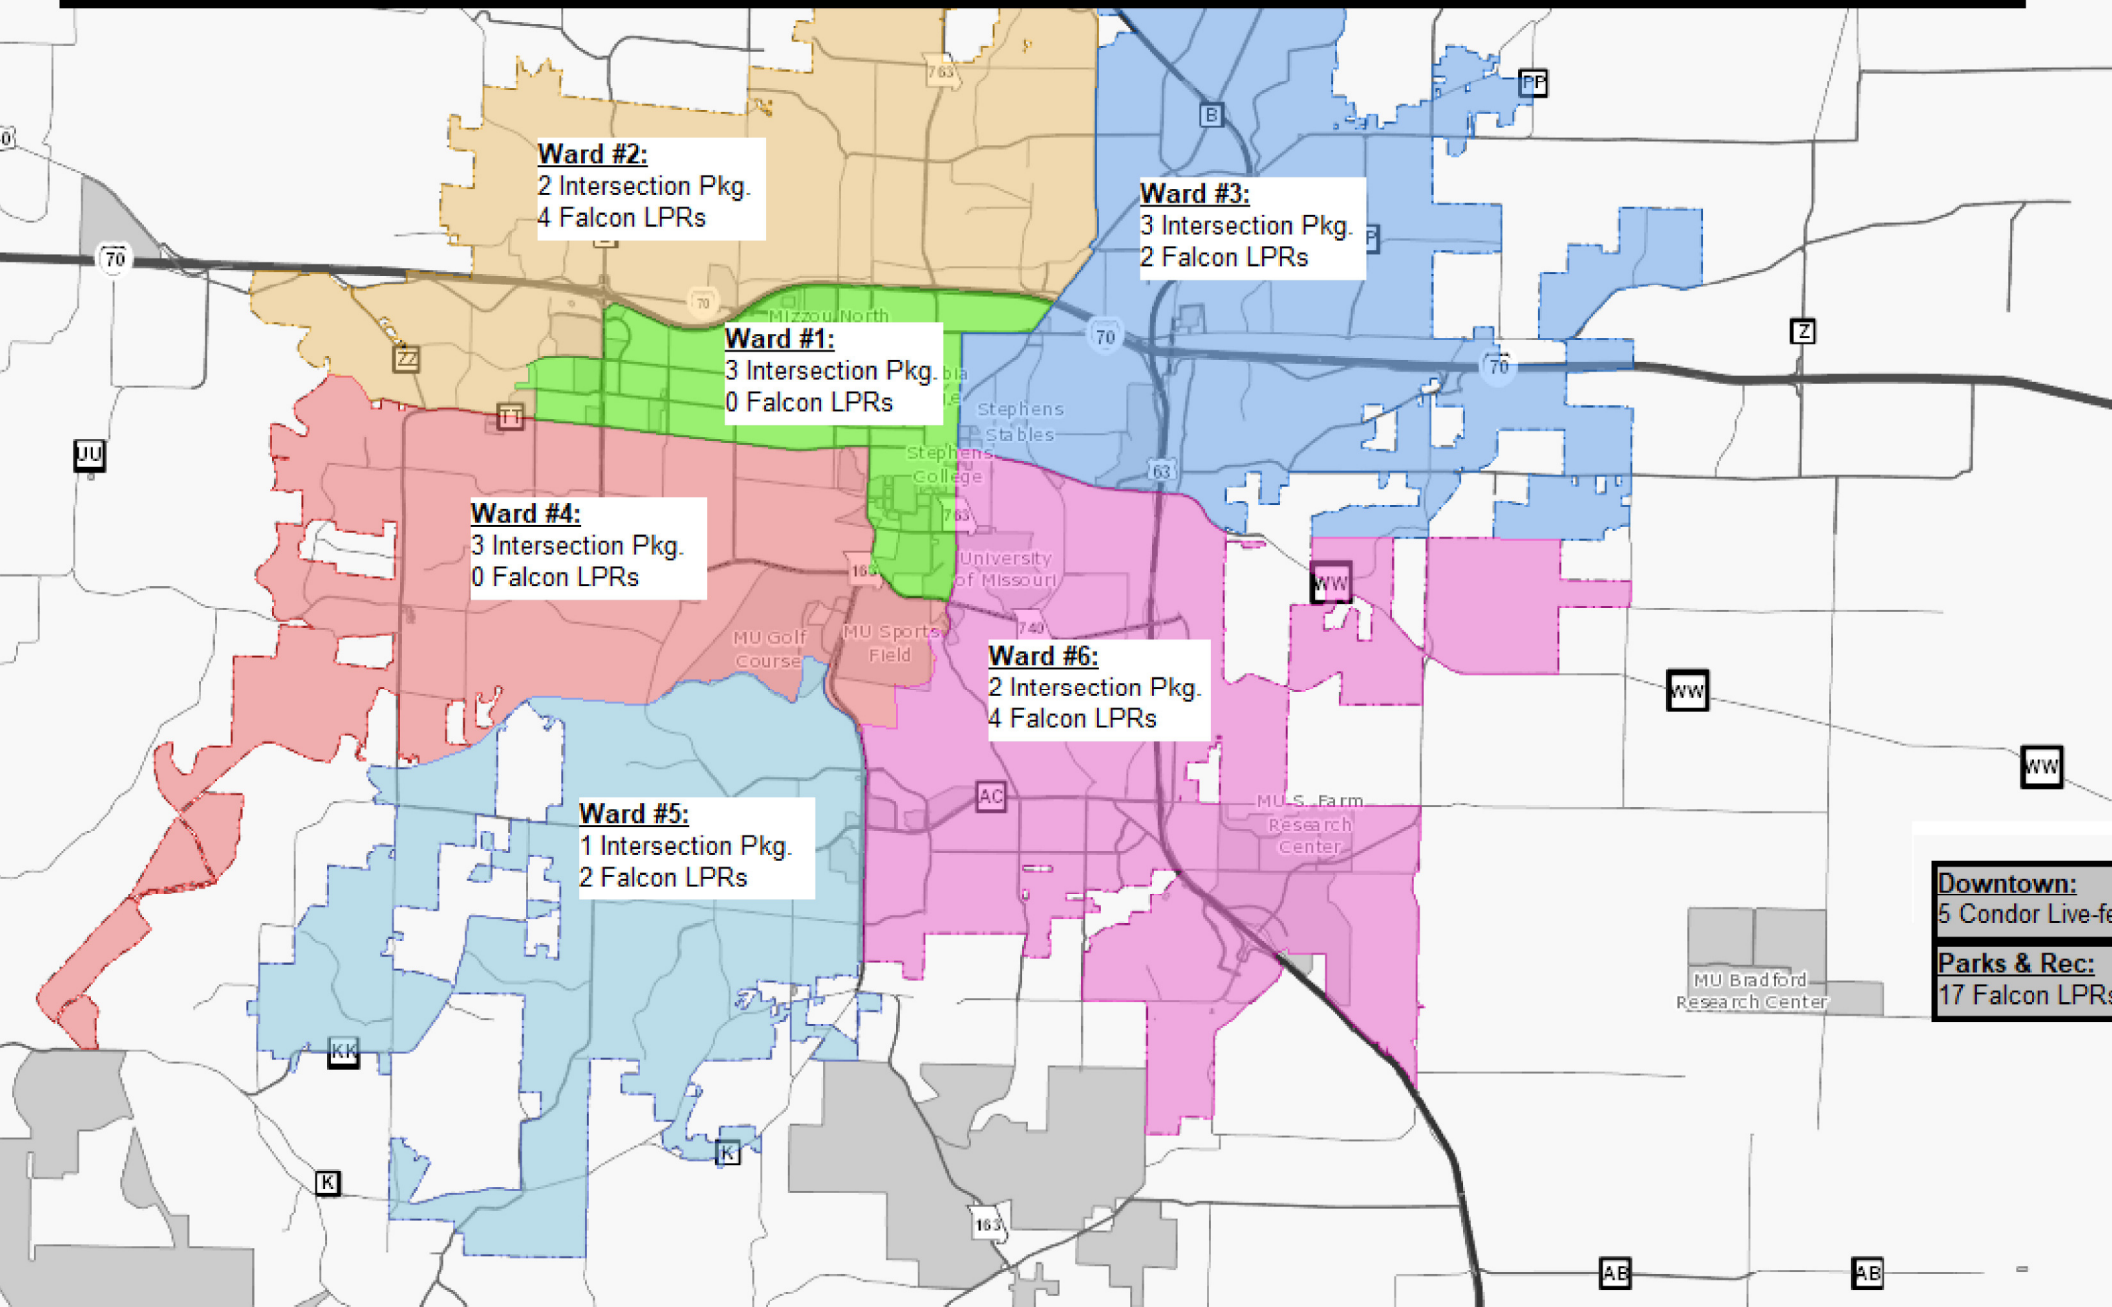 763
PP
B
0
Ward #2:
2 Intersection Pkg.
4 Falcon LPRs
Ward #3:
3 Intersection Pkg.
2 Falcon LPRs
P
70
70
Mizzou North
Ward #1:
3 Intersection Pkg.
0 Falcon LPRs
bia
70
Z
ZZ
70
TT
Stephens
Stables
UU
Stephens
College
63
763
Ward #4:
3 Intersection Pkg.
0 Falcon LPRs
University
of Missouri
163
WW
740
MU Golf
Course
MU Sports
Field
Ward #6:
2 Intersection Pkg.
4 Falcon LPRs
WW
WW
AC
MU S. Farm
Research
Center
Ward #5:
1 Intersection Pkg.
2 Falcon LPRs
Downtown:
5 Condor Live-fe
Parks & Rec:
17 Falcon LPRs
MU Bradford
Research Center
KK
K
K
163
AB
AB